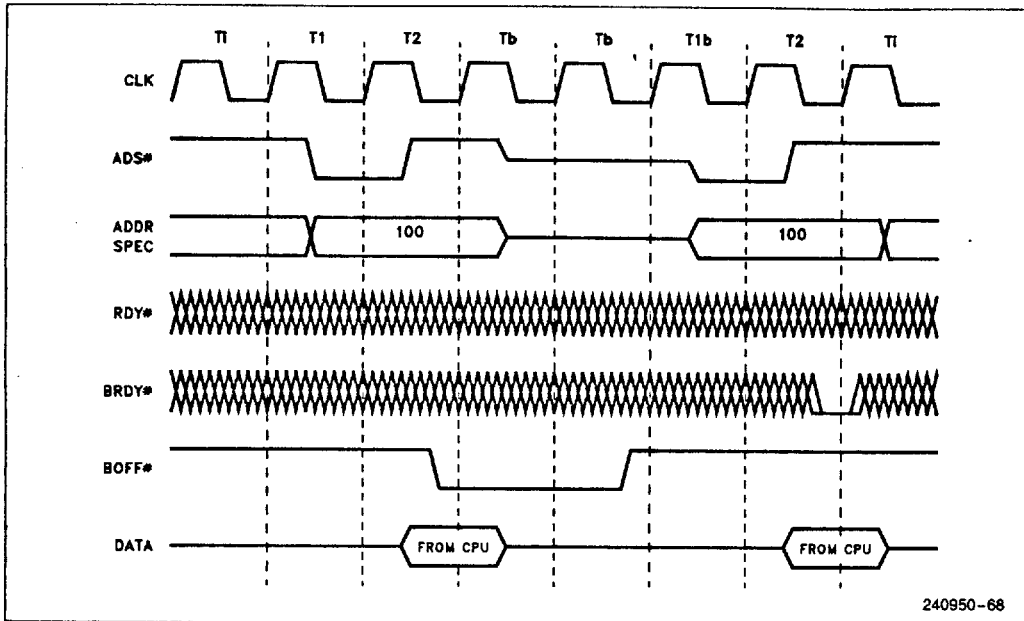 Ti T1 T2 Tb Tb T1b T2 Ti
CLK
ADS#
ADDR
SPEC
100 100
RDY#
BRDY#
BOFF#
DATA
FROM CPU FROM CPU
240950-68